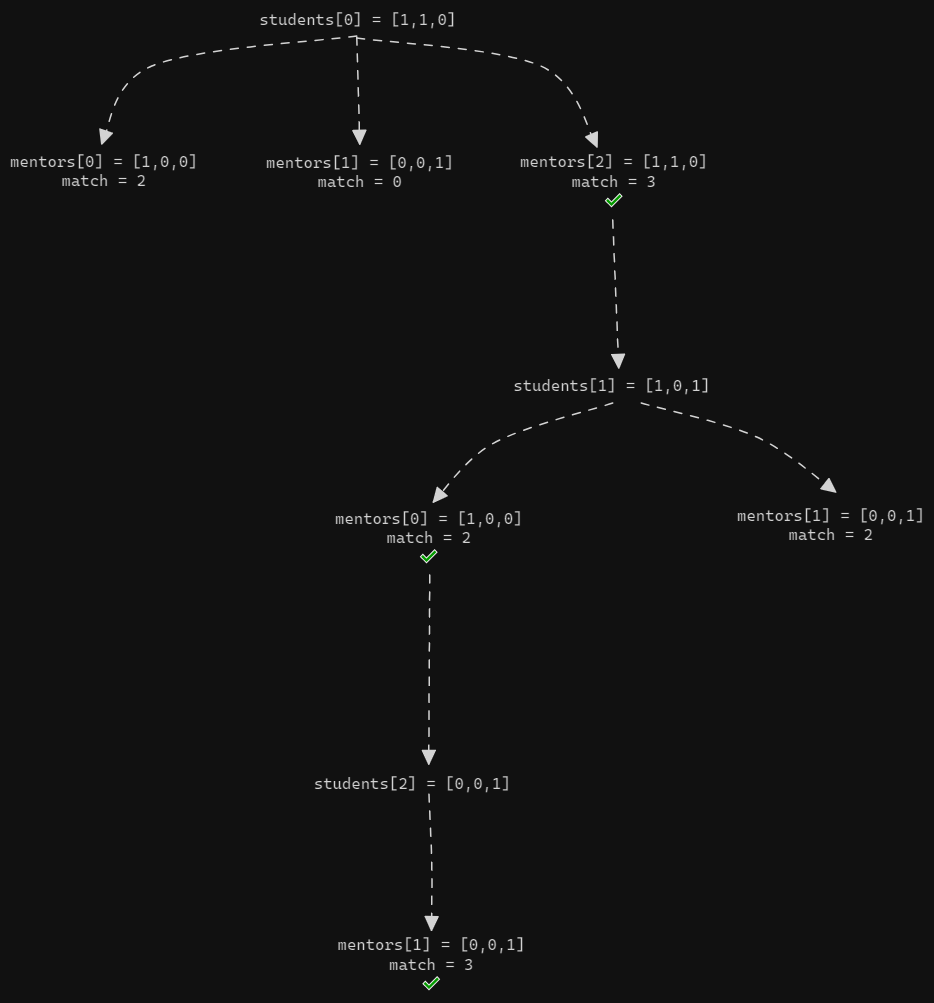 students[0] = [1,1,0]
mentors[0] = [1,0,0]
match = 2
mentors[1] = [0,0,1]
match = 0
mentors[2] = [1,1,0]
match = 3
students[1] = [1,0,1]
mentors[0] = [1,0,0]
match = 2
mentors[1] = [0,0,1]
match = 2
students[2] = [0,0,1]
mentors[1] = [0,0,1]
match = 3